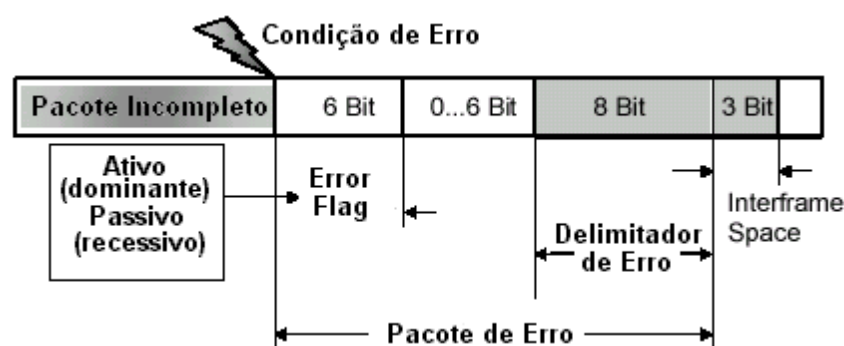 Condição de Erro
Pacote Incompleto
6 Bit
0...6 Bit
8 Bit
3 Bit
Ativo
(dominante)
Passivo
(recessivo)
Error
Flag
Interframe
Space
Delimitador
de Erro
Pacote de Erro